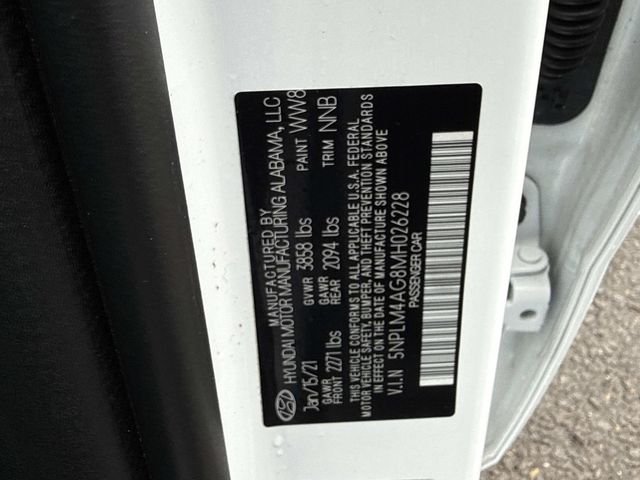 MANUFACTURED BY
HYUNDAI MOTOR MANUFACTURING ALABAMA, LLC
Jan/15/21 GVWR 3858 lbs PAINT WW8
GAWR FRONT 2271 lbs GAWR REAR 2094 lbs TRIM NNB
THIS VEHICLE CONFORMS TO ALL APPLICABLE U.S.A. FEDERAL
MOTOR VEHICLE SAFETY, BUMPER, AND THEFT PREVENTION STANDARDS
IN EFFECT ON THE DATE OF MANUFACTURE SHOWN ABOVE
V.I.N 5NPLM4AG8MH026228
PASSENGER CAR